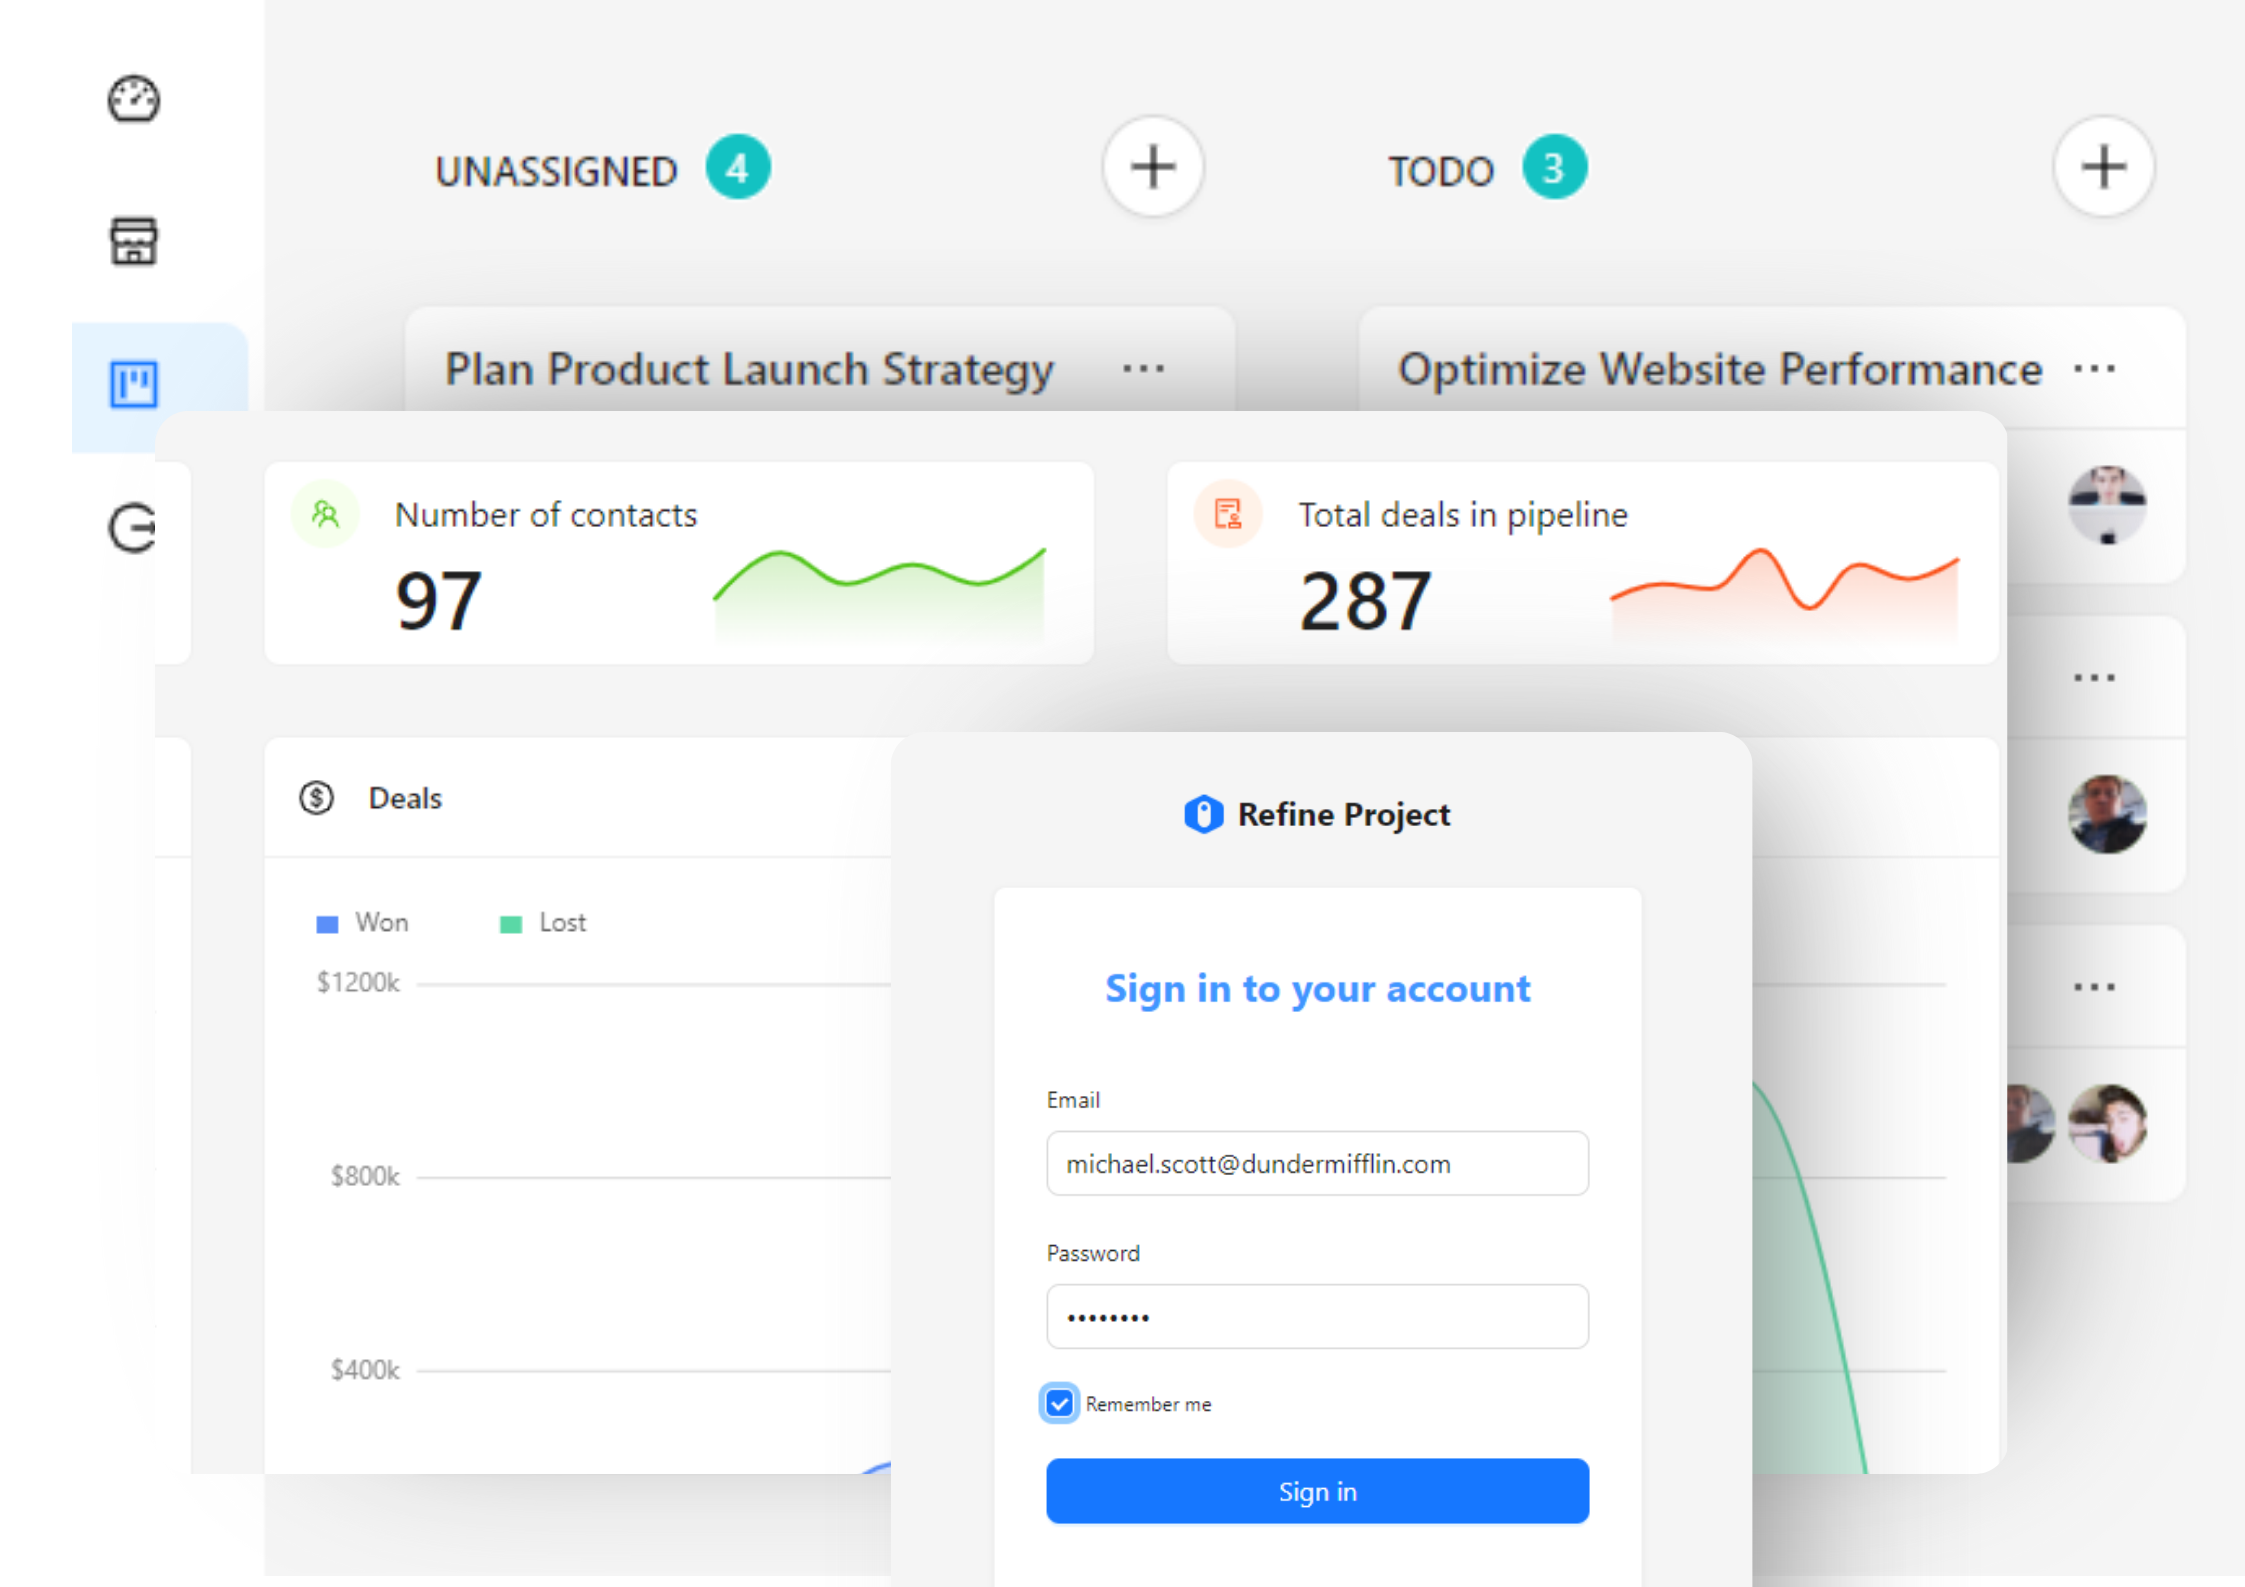 UNASSIGNED 4
TODO 3
Plan Product Launch Strategy
Optimize Website Performance
Number of contacts
97
Total deals in pipeline
287
Deals
Won
Lost
$1200k
$800k
$400k
Refine Project
Sign in to your account
Email
michael.scott@dundermifflin.com
Password
••••••••
Remember me
Sign in